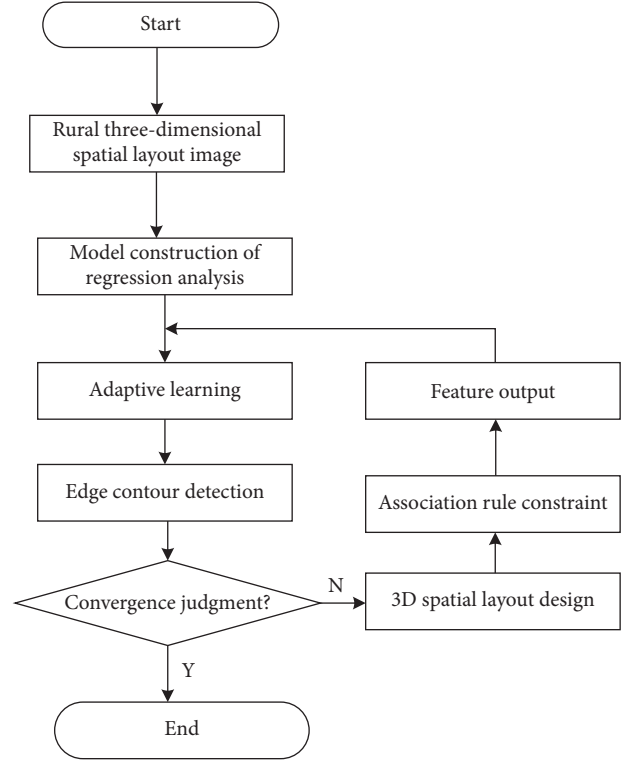 Start
Rural three-dimensional
spatial layout image
Model construction of
regression analysis
Adaptive learning
Feature output
Edge contour detection
Association rule constraint
Convergence judgment?
N
3D spatial layout design
Y
End